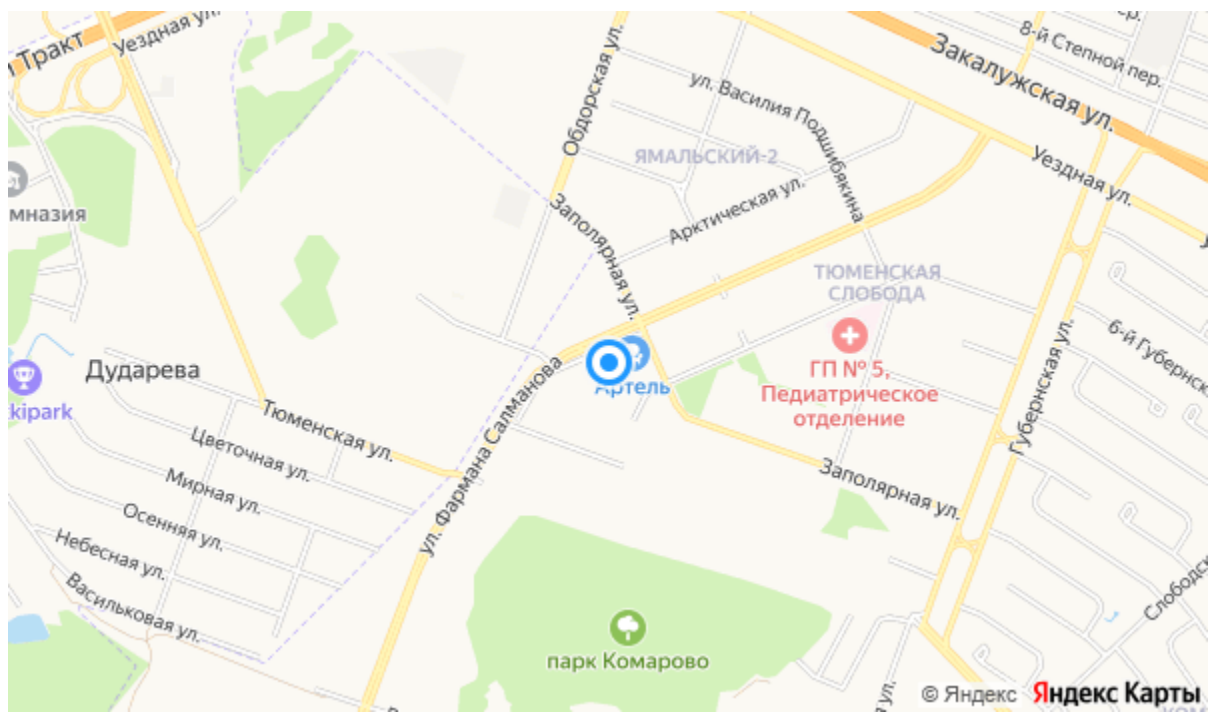 Уездная ул.
Тракт
8-й Степной пер.
Закалужская ул.
Обдорская ул.
ул. Василия Подшибякина
ЯМАЛЬСКИЙ-2
Уездная ул.
мназия
Заполярная ул.
Арктическая ул.
ТЮМЕНСКАЯ
СЛОБОДА
6-й Губернск
Дударева
kipark
Артель
ГП № 5,
Педиатрическое
отделение
Губернская ул.
Тюменская ул.
Цветочная ул.
ул. Фармана Салманова
Мирная ул.
Заполярная ул.
Осенняя ул.
Небесная ул.
Слободск
Васильковая ул.
парк Комарово
© Яндекс Яндекс Карты